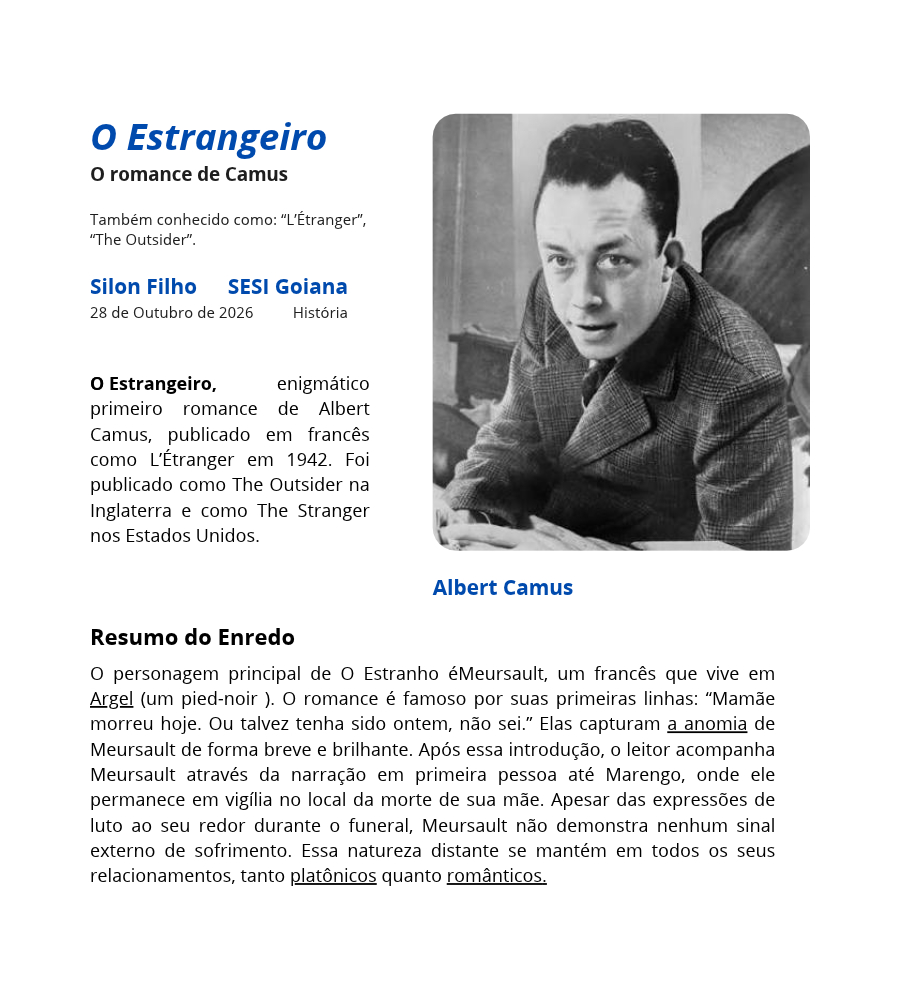 O Estrangeiro
O romance de Camus
Também conhecido como: “L’Étranger”,
“The Outsider”.
Silon Filho SESI Goiana
28 de Outubro de 2026 História
O Estrangeiro, enigmático
primeiro romance de Albert
Camus, publicado em francês
como L’Étranger em 1942. Foi
publicado como The Outsider na
Inglaterra e como The Stranger
nos Estados Unidos.
Albert Camus
Resumo do Enredo
O personagem principal de O Estranho éMeursault, um francês que vive em
Argel (um pied-noir ). O romance é famoso por suas primeiras linhas: “Mamãe
morreu hoje. Ou talvez tenha sido ontem, não sei.” Elas capturam a anomia de
Meursault de forma breve e brilhante. Após essa introdução, o leitor acompanha
Meursault através da narração em primeira pessoa até Marengo, onde ele
permanece em vigília no local da morte de sua mãe. Apesar das expressões de
luto ao seu redor durante o funeral, Meursault não demonstra nenhum sinal
externo de sofrimento. Essa natureza distante se mantém em todos os seus
relacionamentos, tanto platônicos quanto românticos.